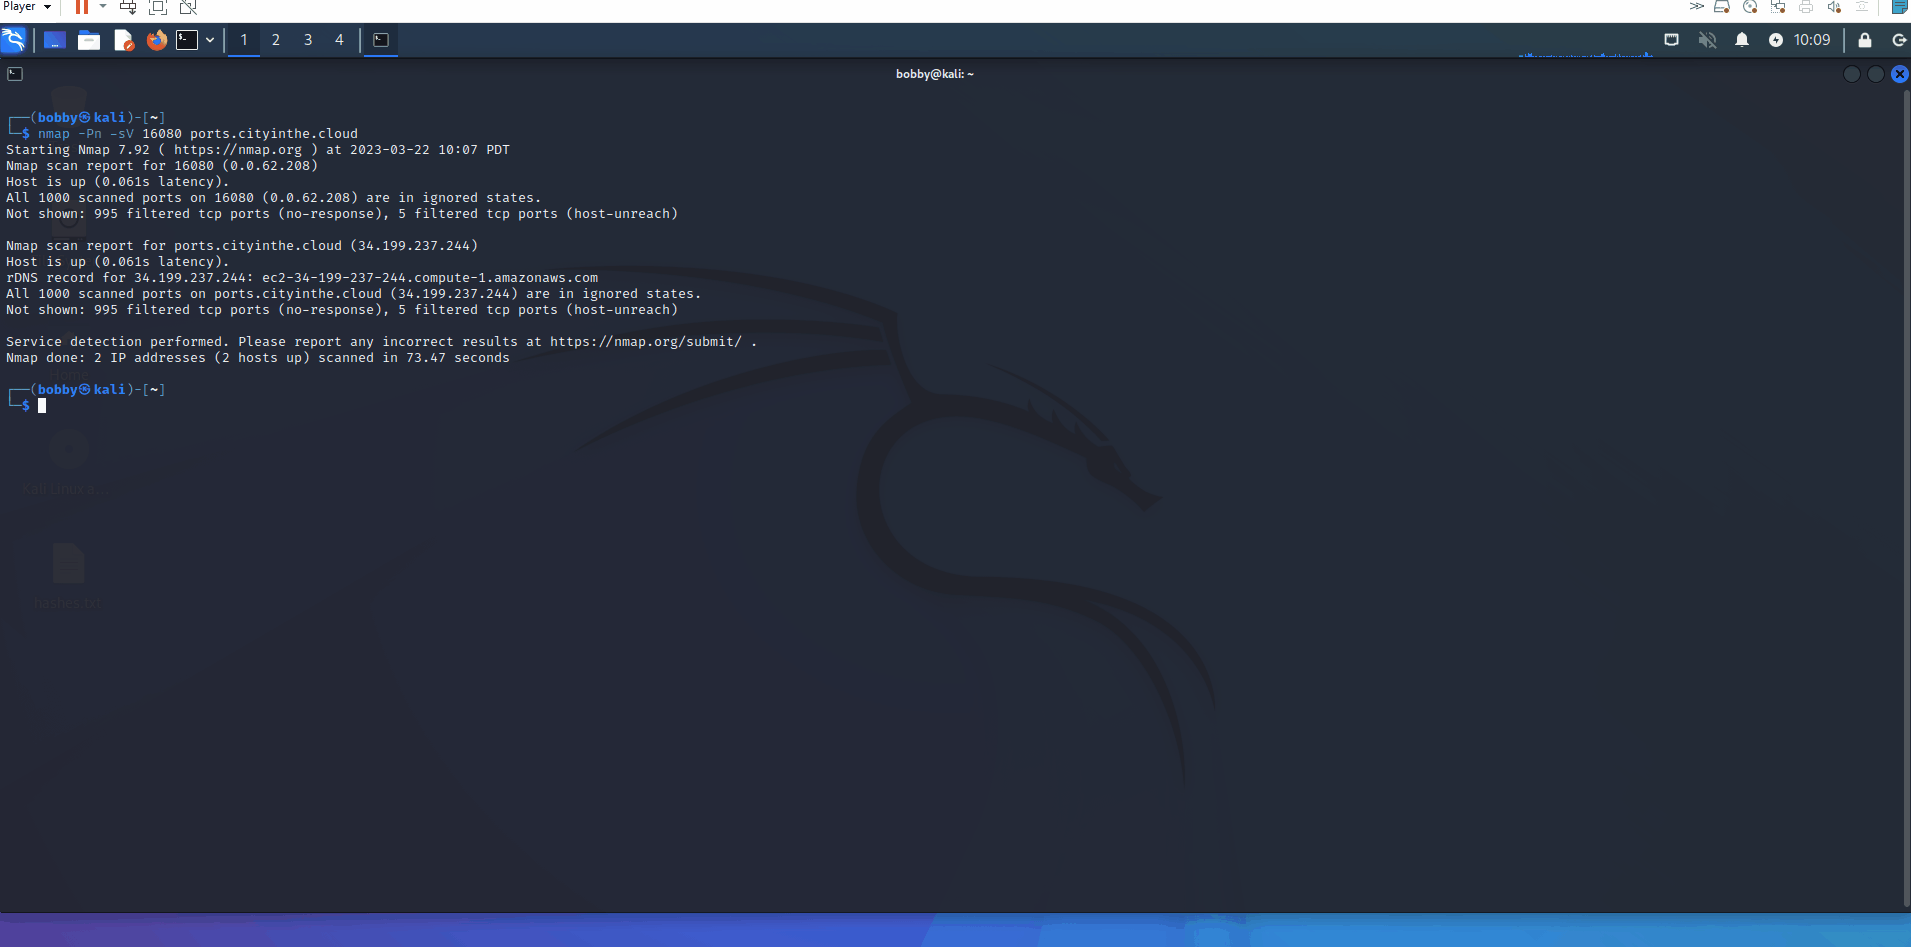 Player
1 2 3 4
10:09
bobby@kali: ~
┌──(bobby㉿kali)-[~]
└─$ nmap -Pn -sV 16080 ports.cityinthe.cloud
Starting Nmap 7.92 ( https://nmap.org ) at 2023-03-22 10:07 PDT
Nmap scan report for 16080 (0.0.62.208)
Host is up (0.061s latency).
All 1000 scanned ports on 16080 (0.0.62.208) are in ignored states.
Not shown: 995 filtered tcp ports (no-response), 5 filtered tcp ports (host-unreach)
Nmap scan report for ports.cityinthe.cloud (34.199.237.244)
Host is up (0.061s latency).
rDNS record for 34.199.237.244: ec2-34-199-237-244.compute-1.amazonaws.com
All 1000 scanned ports on ports.cityinthe.cloud (34.199.237.244) are in ignored states.
Not shown: 995 filtered tcp ports (no-response), 5 filtered tcp ports (host-unreach)
Service detection performed. Please report any incorrect results at https://nmap.org/submit/ .
Nmap done: 2 IP addresses (2 hosts up) scanned in 73.47 seconds
Home
┌──(bobby㉿kali)-[~]
└─$
Kali Linux a...
hashes.txt